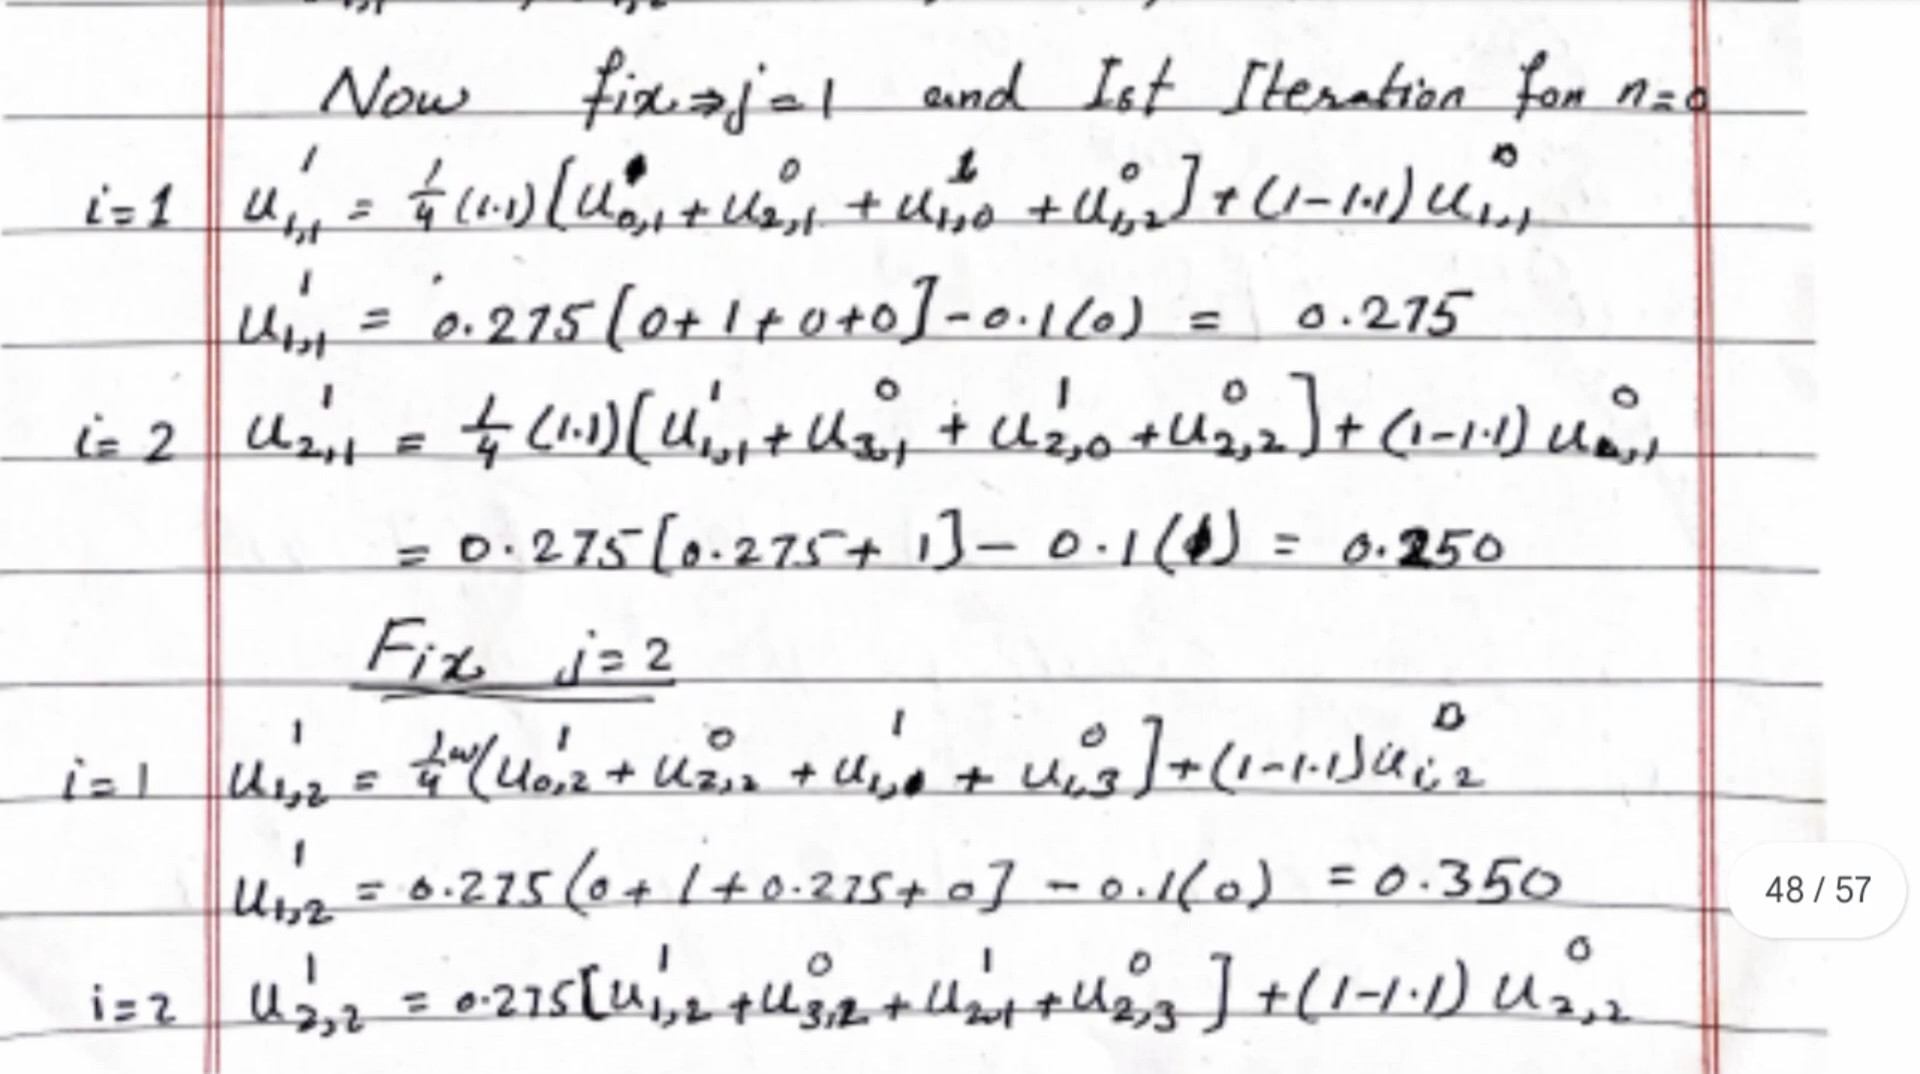 Now fix⇒j=1 and Ist Iteration for n=0
i=1 u¹₁,₁ = 1/4 (1.1)[u₀,₁ + u⁰₂,₁ + u¹₁,₀ + u⁰₁,₂] + (1-1.1) u⁰₁,₁
u¹₁,₁ = 0.275[0+1+0+0]-0.1(0) = 0.275
i=2 u¹₂,₁ = 1/4 (1.1)[u¹₁,₁ + u⁰₃,₁ + u¹₂,₀ + u⁰₂,₂] + (1-1.1) u⁰₂,₁
= 0.275[0.275+1] - 0.1(1) = 0.250
Fix j=2
i=1 u¹₁,₂ = 1/4 ω(u¹₀,₂ + u⁰₂,₂ + u¹₁,₁ + u⁰₁,₃] + (1-1.1)u⁰ᵢ,₂
u¹₁,₂ = 0.275(0+1+0.275+0] - 0.1(0) = 0.350
48 / 57
i=2 u¹₂,₂ = 0.275[u¹₁,₂ + u⁰₃,₂ + u¹₂,₁ + u⁰₂,₃] + (1-1.1) u⁰₂,₂